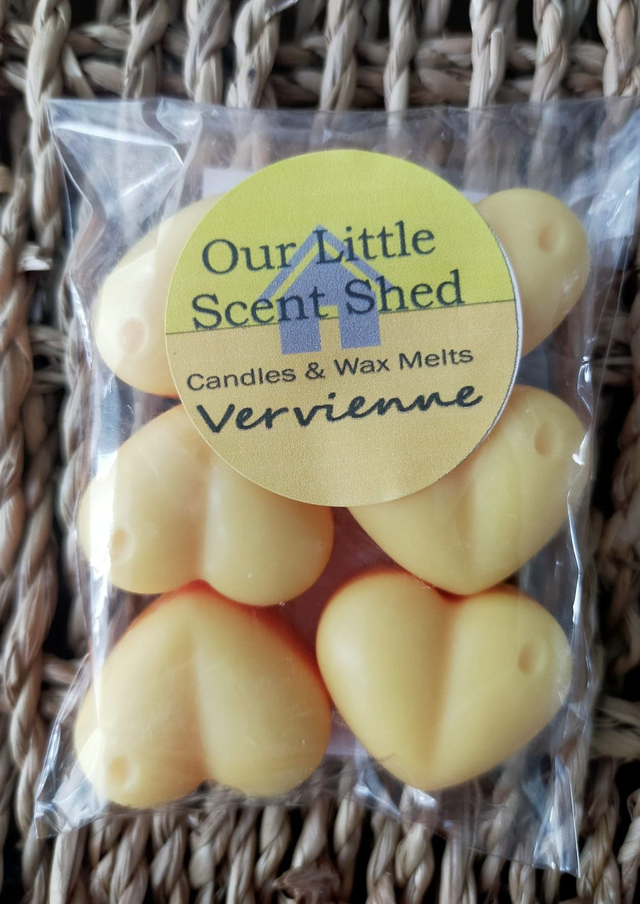 Our Little
Scent Shed
Candles & Wax Melts
Vervienne